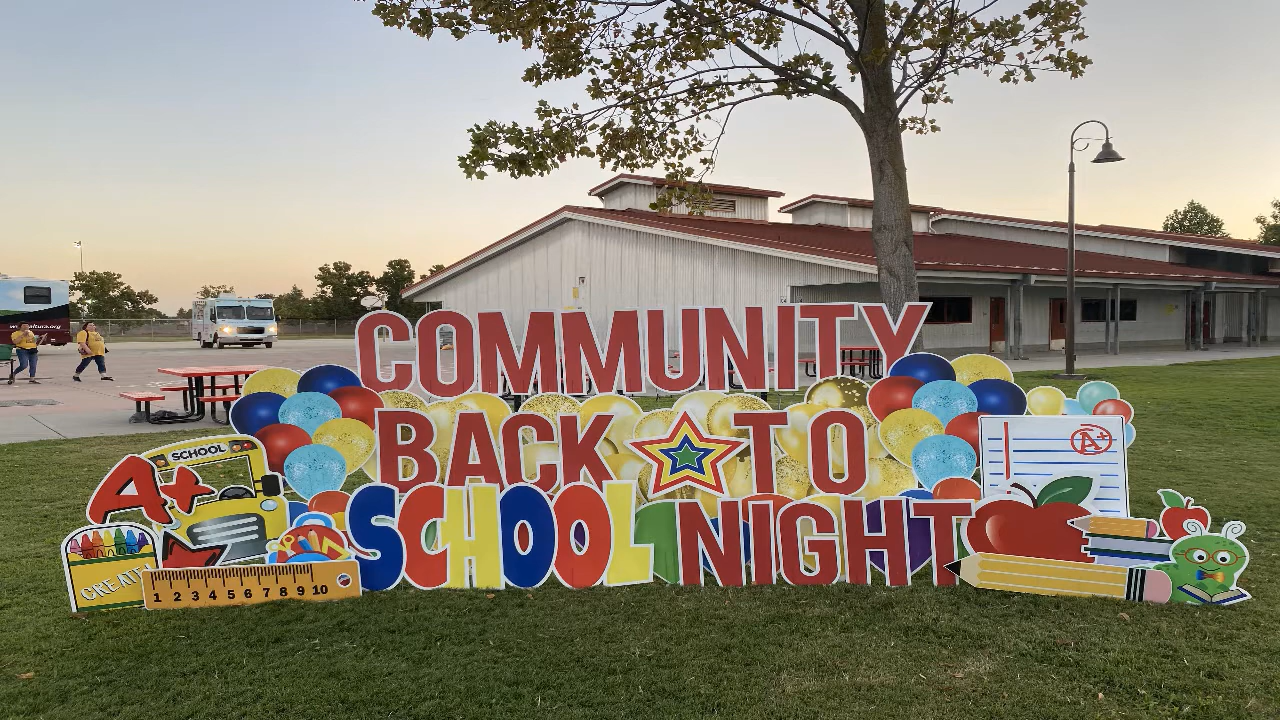 COMMUNITY
BACK TO
SCHOOL NIGHT
SCHOOL
A+
CREATE!
1 2 3 4 5 6 7 8 9 10
A+